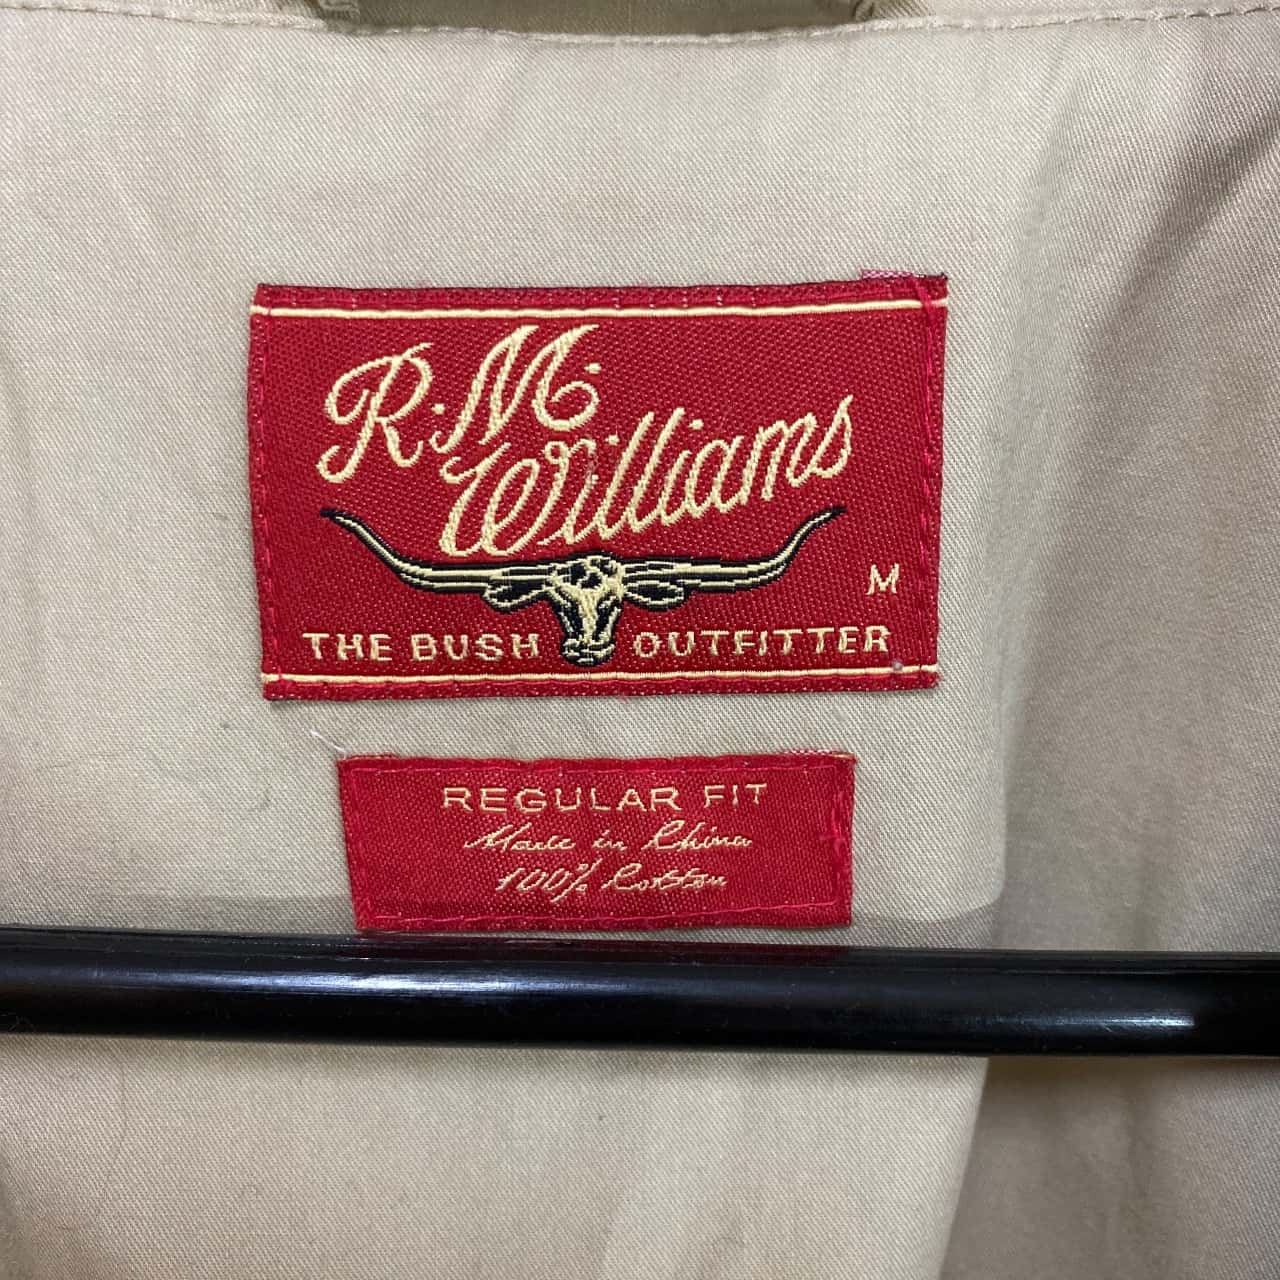 R.M.
Williams
M
THE BUSH OUTFITTER
REGULAR FIT
Made in China
100% Cotton